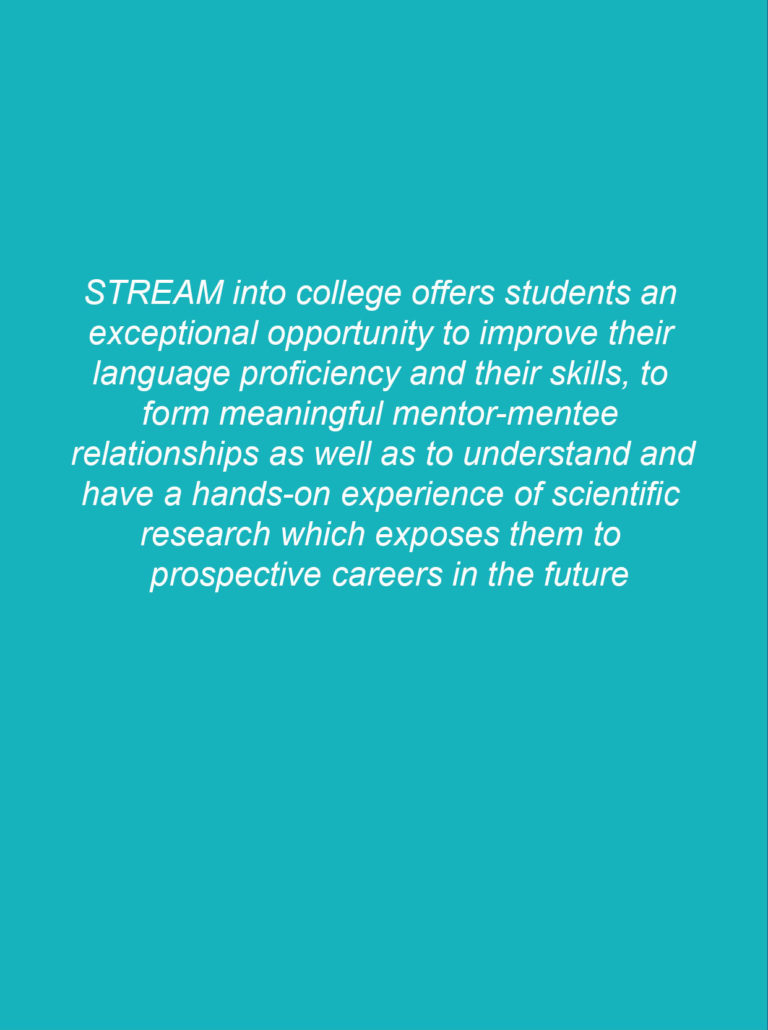 STREAM into college offers students an
exceptional opportunity to improve their
language proficiency and their skills, to
form meaningful mentor-mentee
relationships as well as to understand and
have a hands-on experience of scientific
research which exposes them to
prospective careers in the future